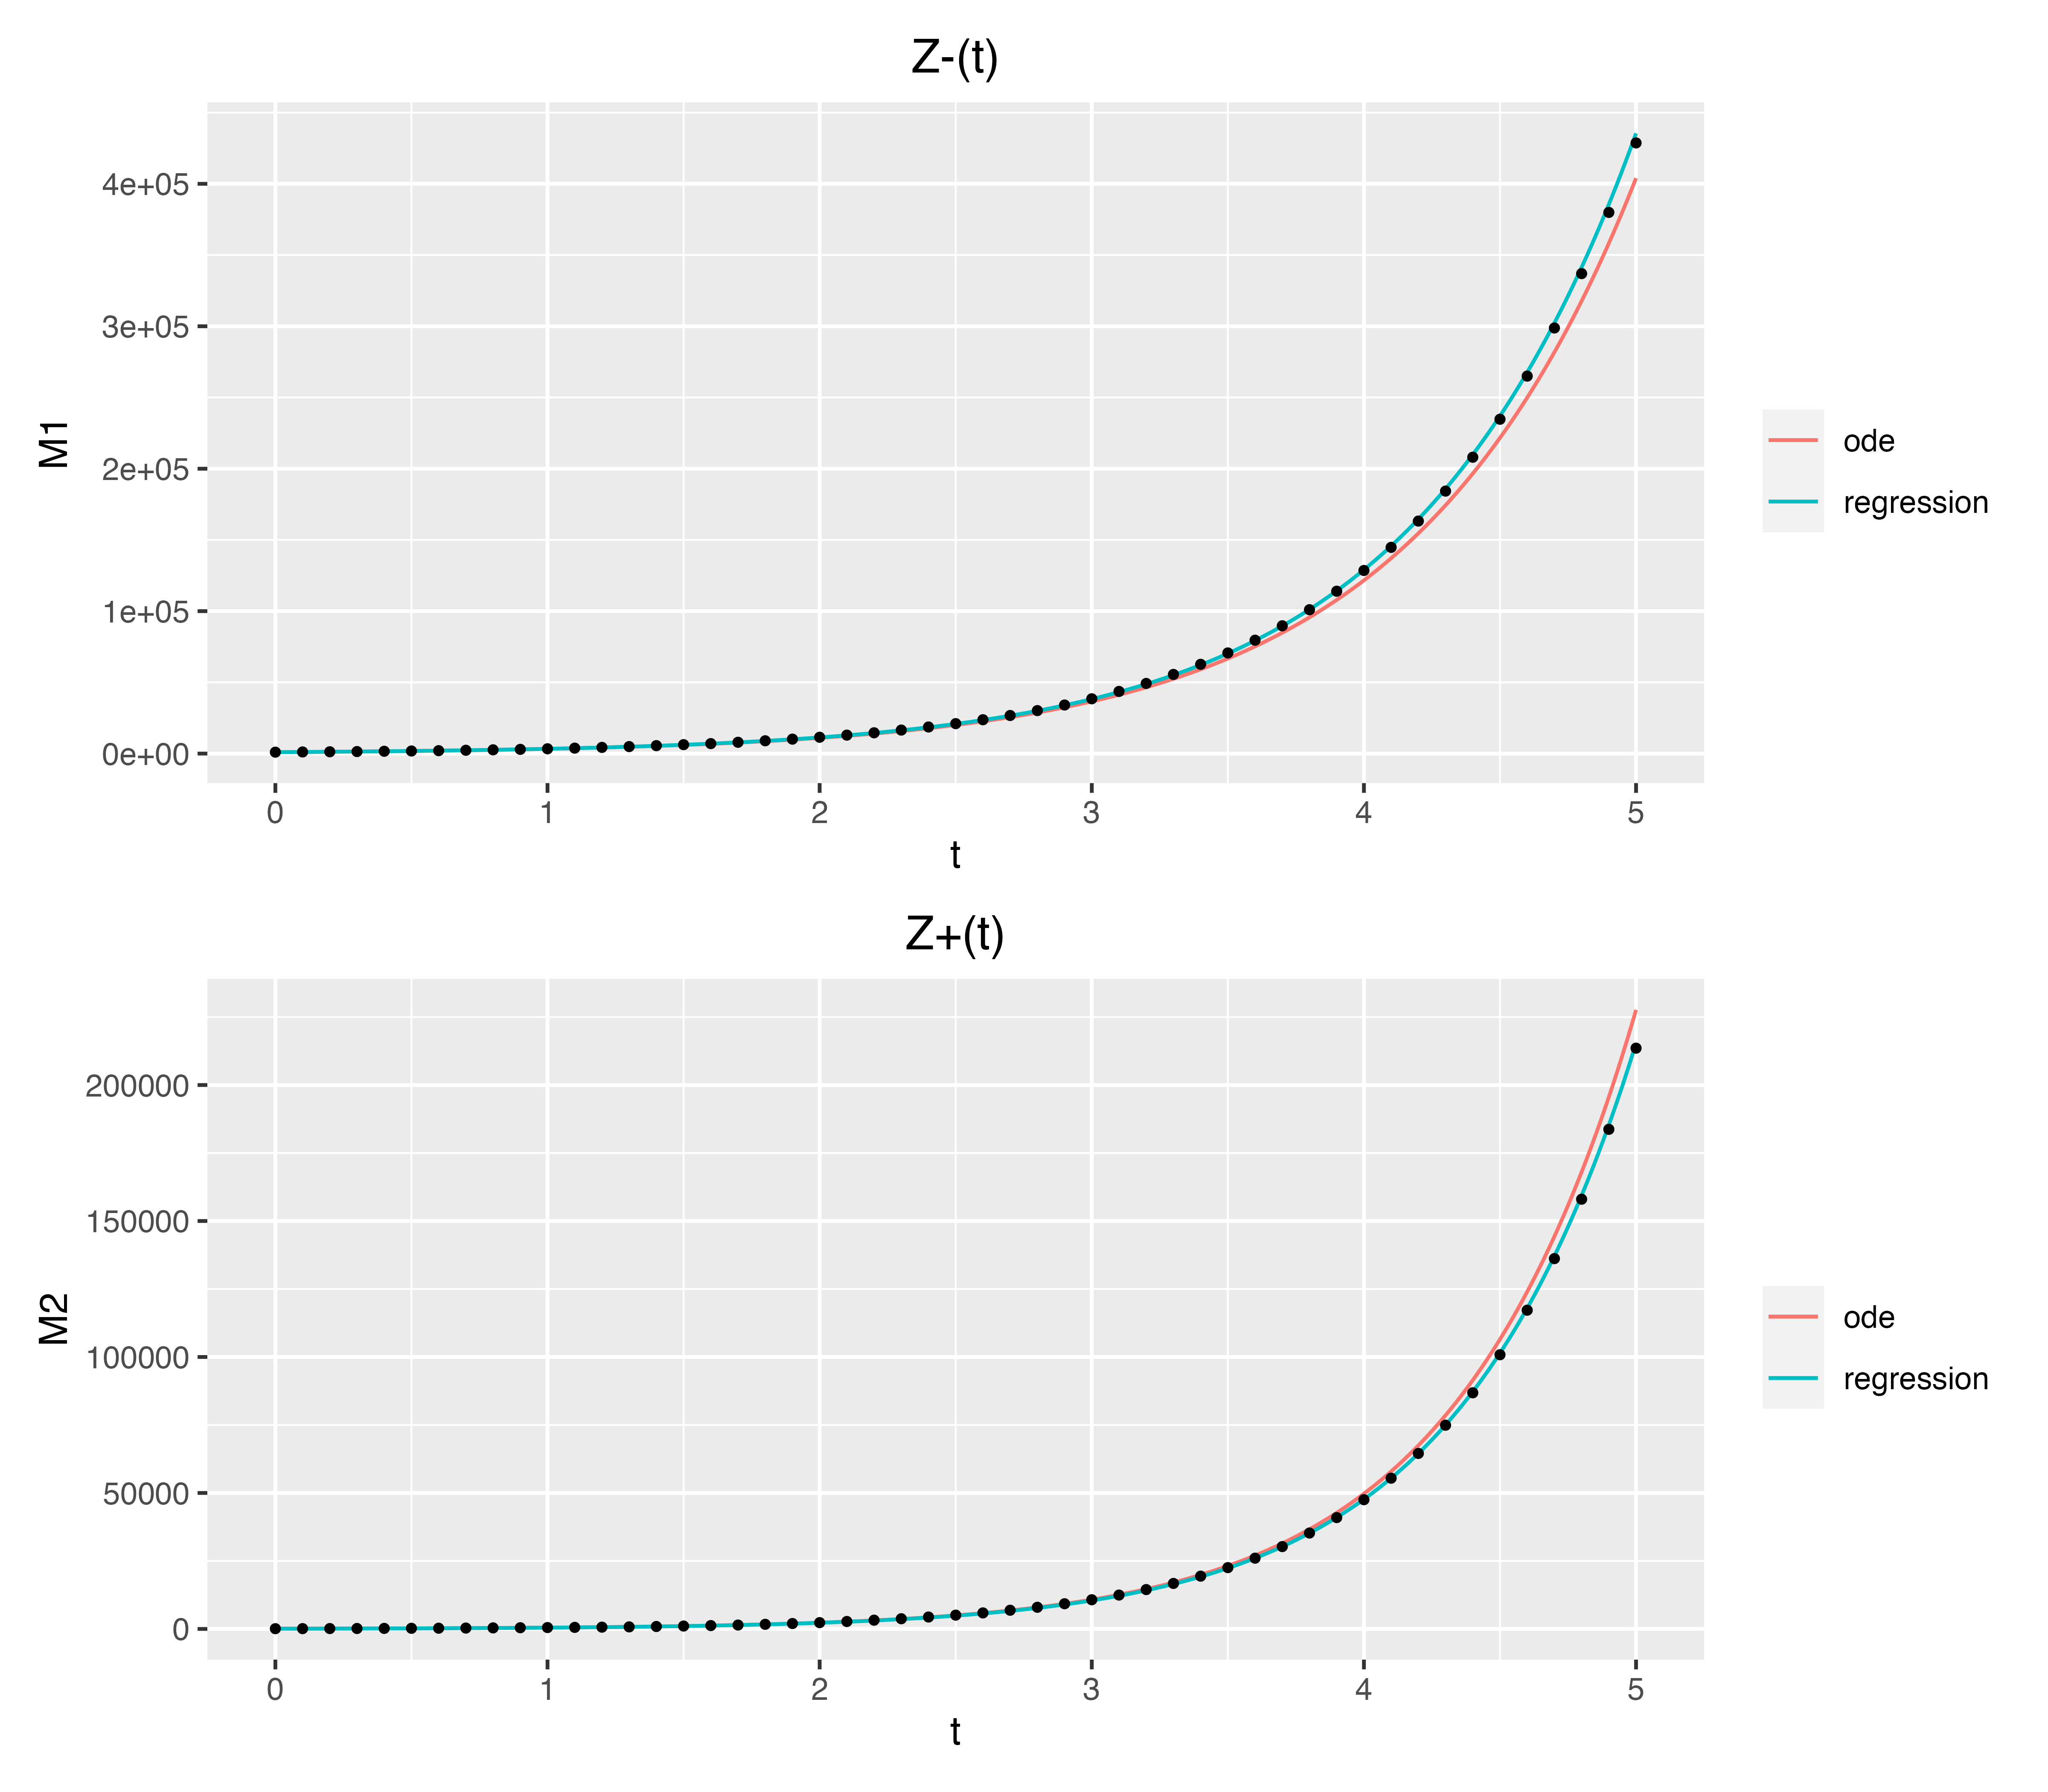 Z-(t)
M1
4e+05
3e+05
2e+05
1e+05
0e+00
0 1 2 3 4 5
t
ode
regression
Z+(t)
M2
200000
150000
100000
50000
0
0 1 2 3 4 5
t
ode
regression